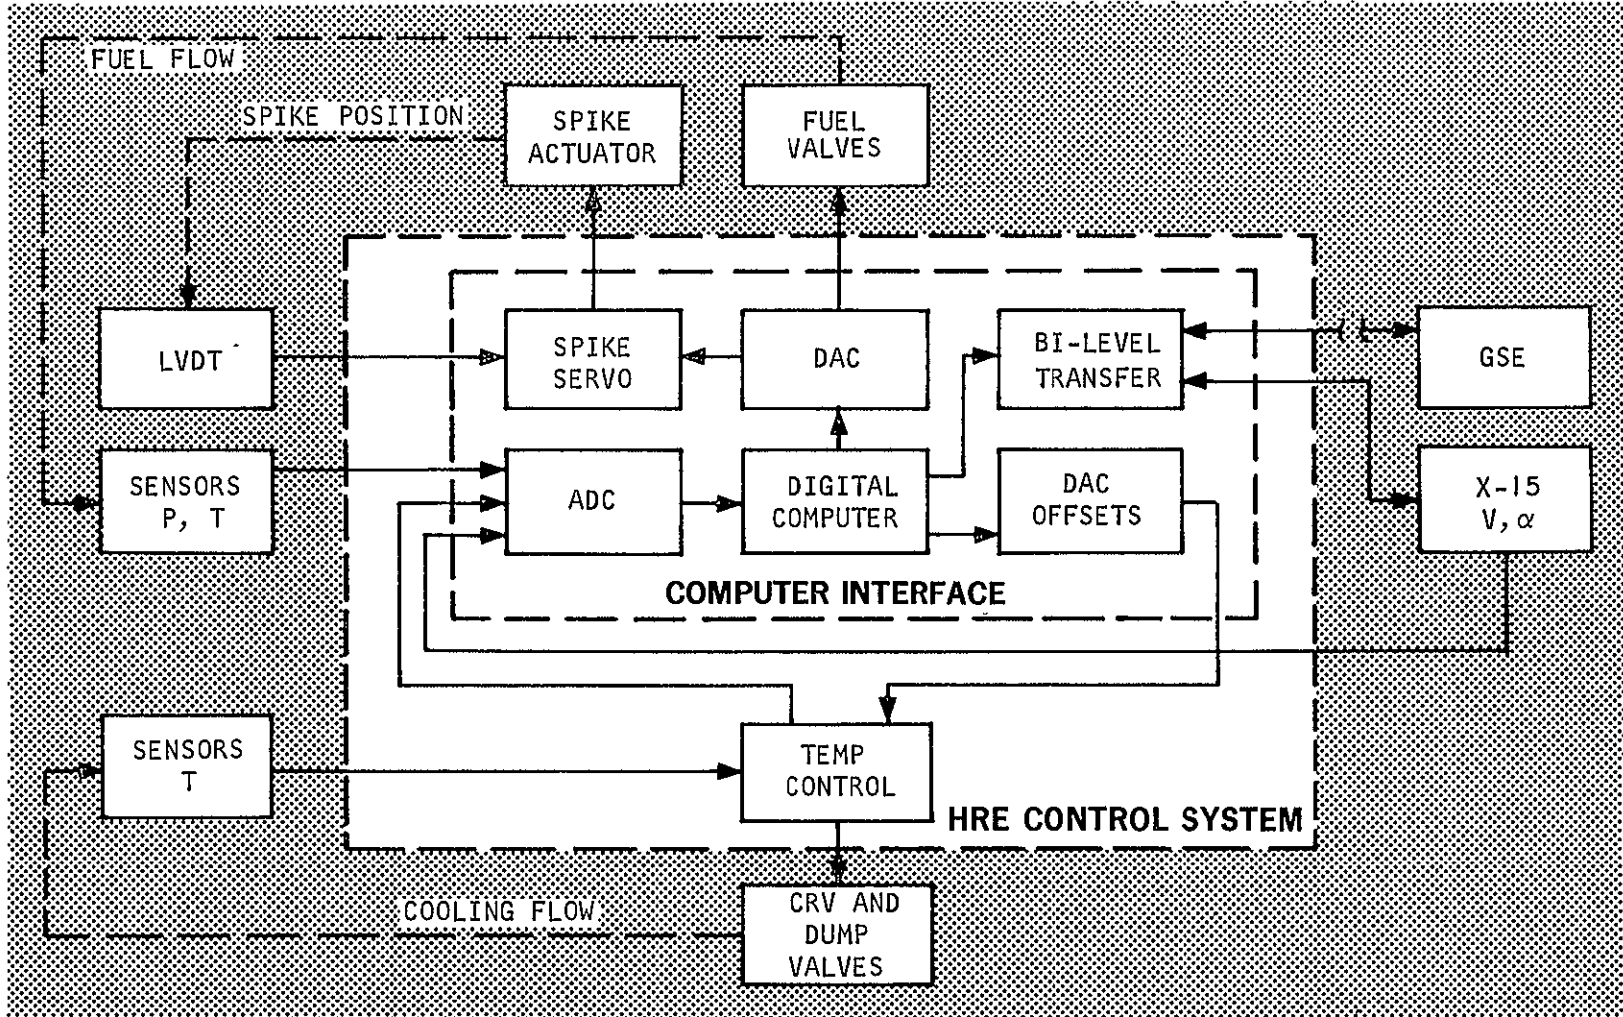 FUEL FLOW
SPIKE POSITION
SPIKE
ACTUATOR
FUEL
VALVES
LVDT
SPIKE
SERVO
DAC
BI-LEVEL
TRANSFER
GSE
SENSORS
P, T
ADC
DIGITAL
COMPUTER
DAC
OFFSETS
X-15
V, α
COMPUTER INTERFACE
SENSORS
T
TEMP
CONTROL
HRE CONTROL SYSTEM
COOLING FLOW
CRV AND
DUMP
VALVES